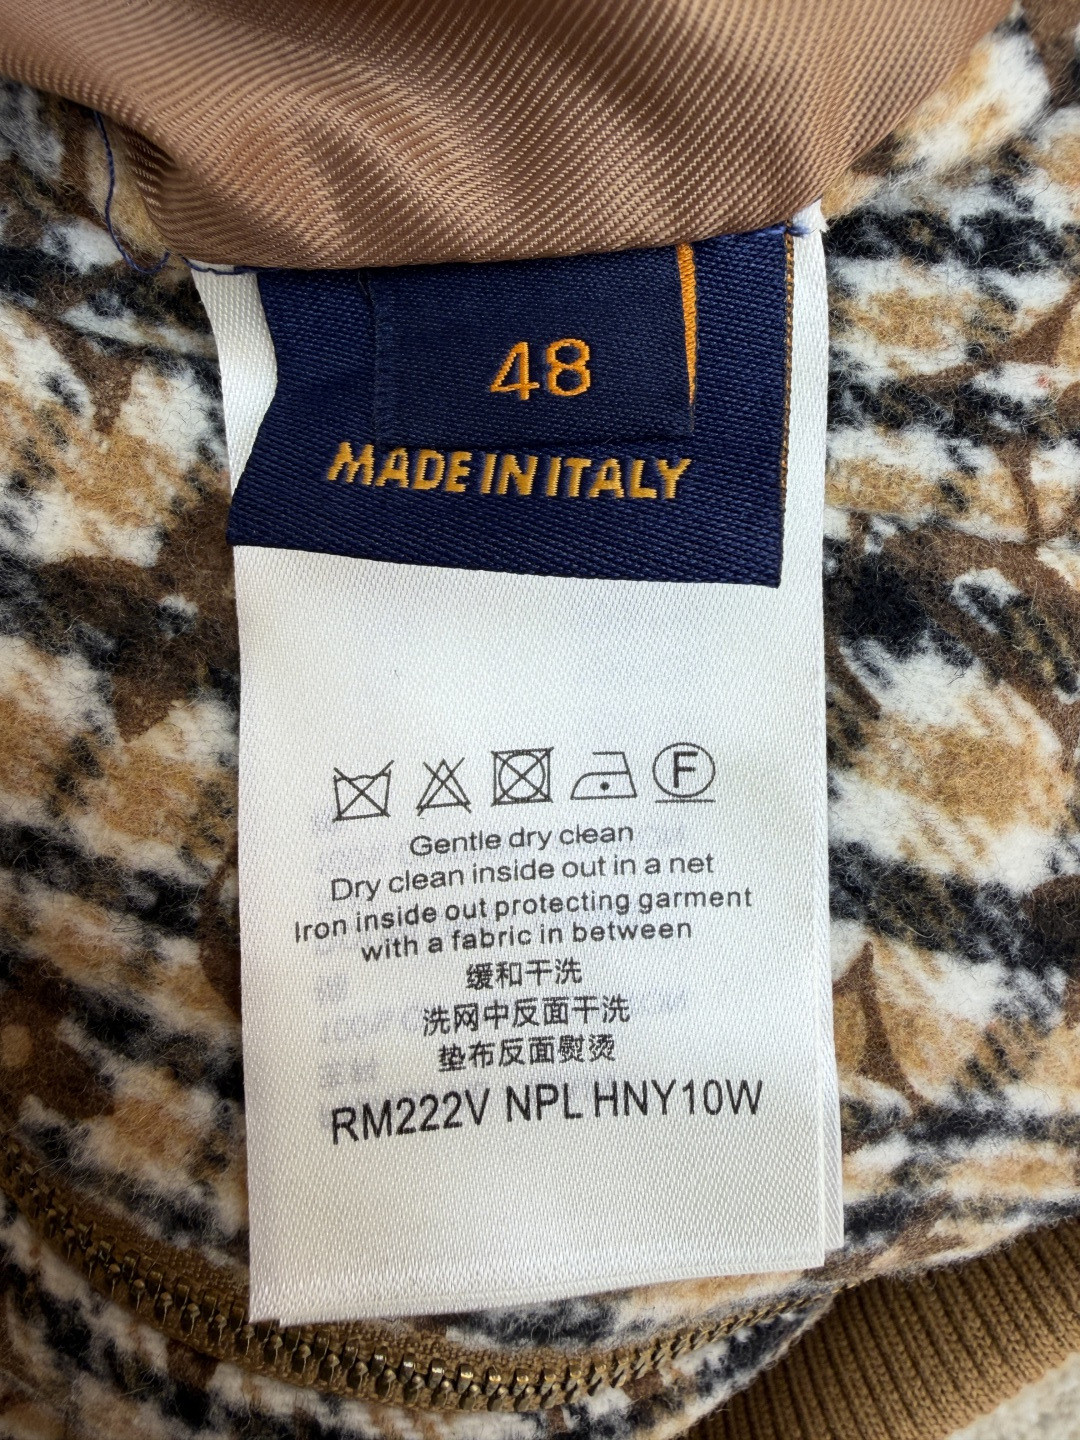 48
MADE IN ITALY
F
Gentle dry clean
Dry clean inside out in a net
Iron inside out protecting garment
with a fabric in between
缓和干洗
洗网中反面干洗
垫布反面熨烫
RM222V NPL HNY10W